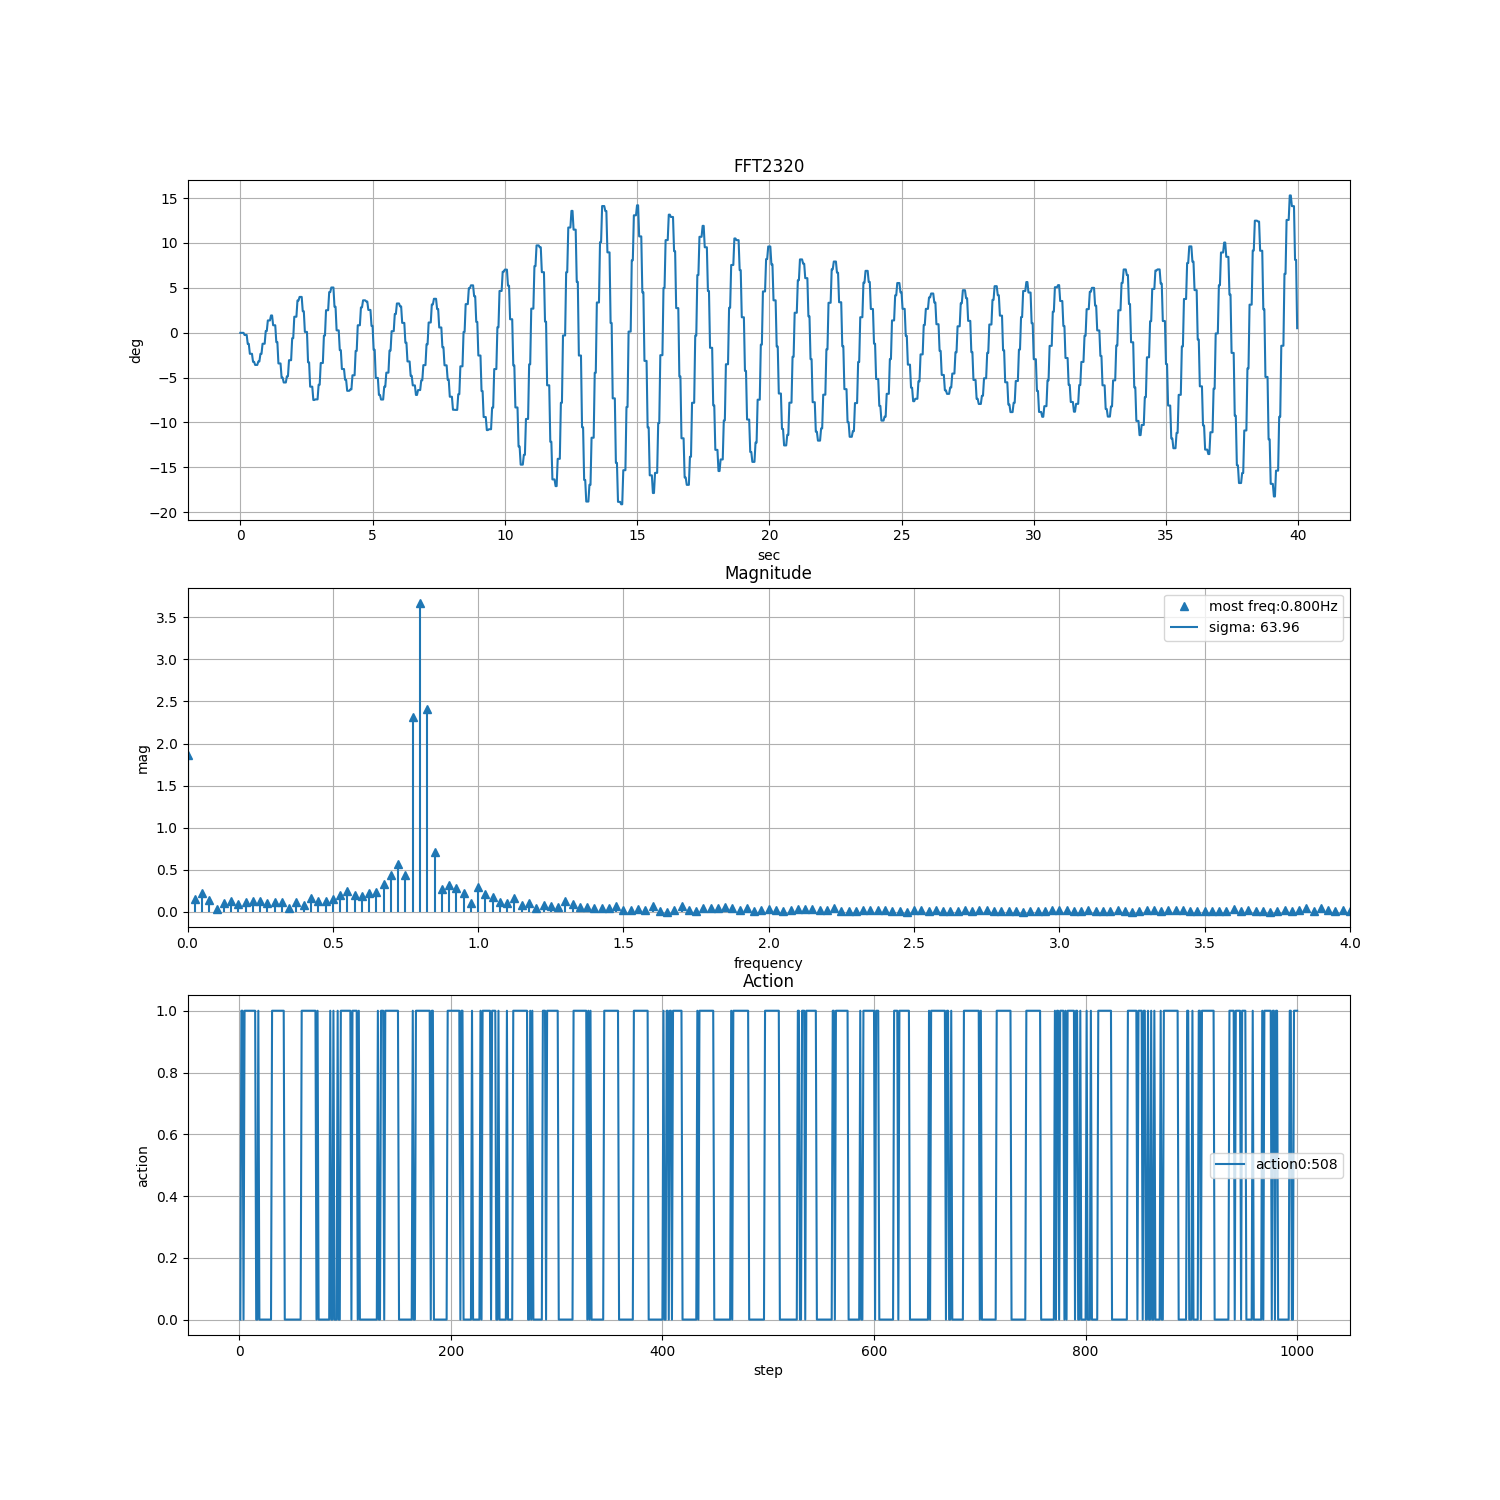 FFT2320
15
10
5
0
−5
−10
−15
−20
deg
0 5 10 15 20 25 30 35 40
sec
Magnitude
3.5
3.0
2.5
2.0
1.5
1.0
0.5
0.0
mag
most freq:0.800Hz
sigma: 63.96
0.0 0.5 1.0 1.5 2.0 2.5 3.0 3.5 4.0
frequency
Action
1.0
0.8
0.6
0.4
0.2
0.0
action
action0:508
0 200 400 600 800 1000
step